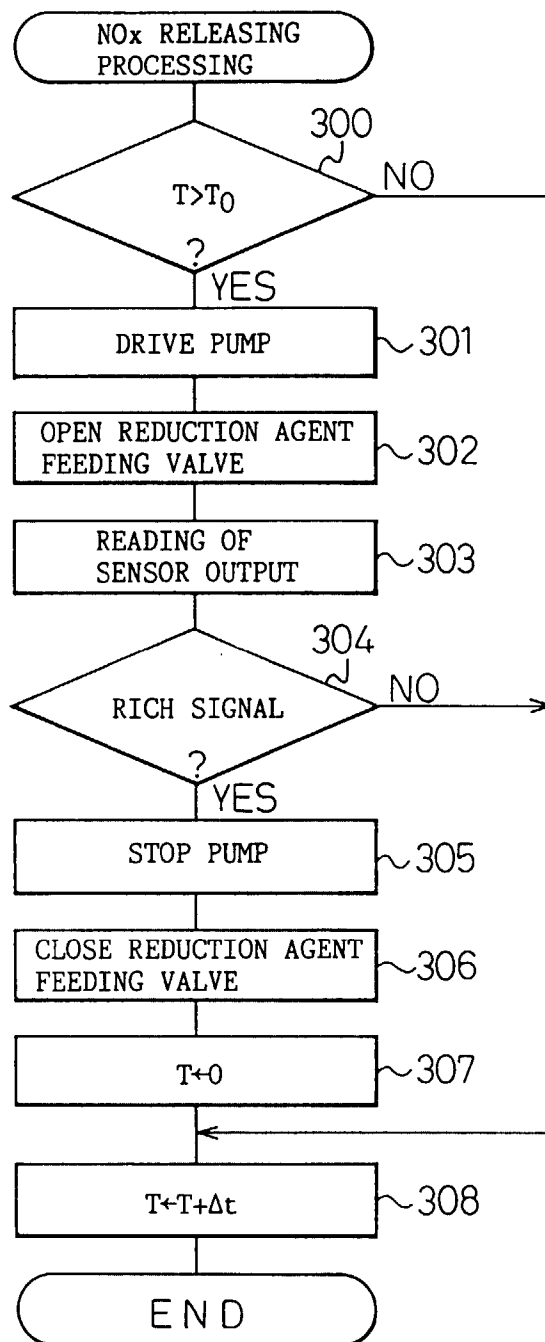 NOx RELEASING
PROCESSING
300
T>T0
?
NO
YES
DRIVE PUMP
301
OPEN REDUCTION AGENT
FEEDING VALVE
302
READING OF
SENSOR OUTPUT
303
304
RICH SIGNAL
?
NO
YES
STOP PUMP
305
CLOSE REDUCTION AGENT
FEEDING VALVE
306
T←0
307
T←T+Δt
308
END